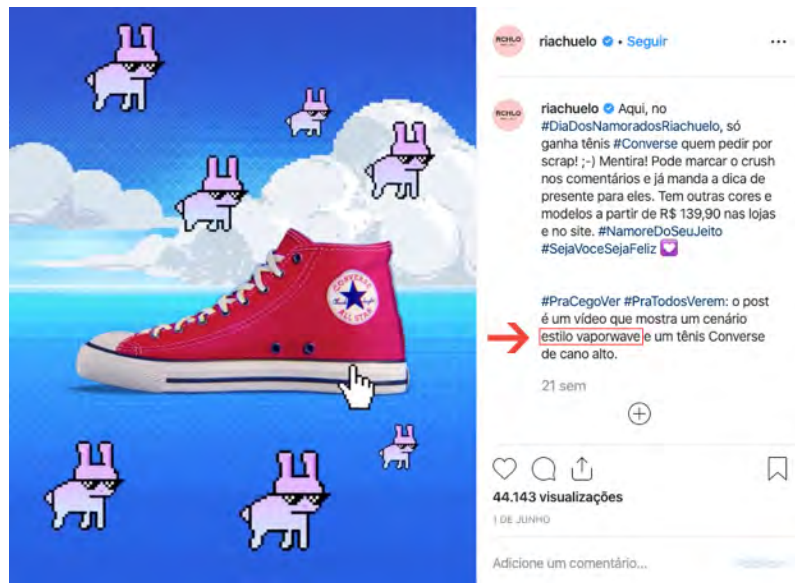 RCHLO
riachuelo • Seguir
RCHLO
riachuelo Aqui, no
#DiaDosNamoradosRiachuelo, só
ganha tênis #Converse quem pedir por
scrap! ;-) Mentira! Pode marcar o crush
nos comentários e já manda a dica de
presente para eles. Tem outras cores e
modelos a partir de R$ 139,90 nas lojas
e no site. #NamoreDoSeuJeito
#SejaVoceSejaFeliz
#PraCegoVer #PraTodosVerem: o post
é um vídeo que mostra um cenário
estilo vaporwave e um tênis Converse
de cano alto.
21 sem
44.143 visualizações
1 DE JUNHO
Adicione um comentário...
CONVERSE
ALL STAR